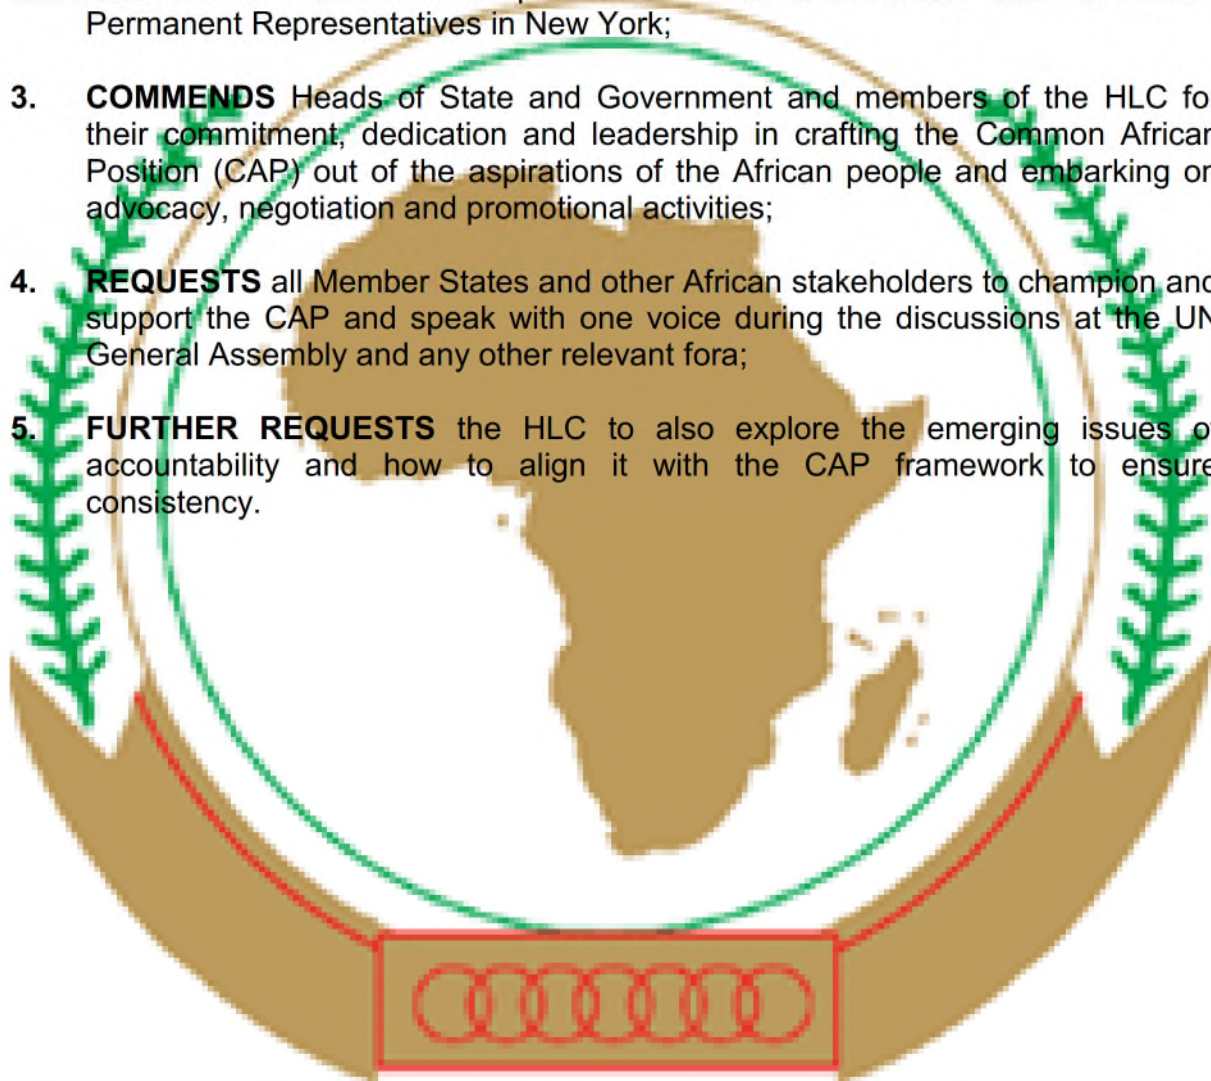 Permanent Representatives in New York;
3. COMMENDS Heads of State and Government and members of the HLC fo
their commitment, dedication and leadership in crafting the Common African
Position (CAP) out of the aspirations of the African people and embarking on
advocacy, negotiation and promotional activities;
4. REQUESTS all Member States and other African stakeholders to champion and
support the CAP and speak with one voice during the discussions at the UN
General Assembly and any other relevant fora;
5. FURTHER REQUESTS the HLC to also explore the emerging issues of
accountability and how to align it with the CAP framework to ensure
consistency.